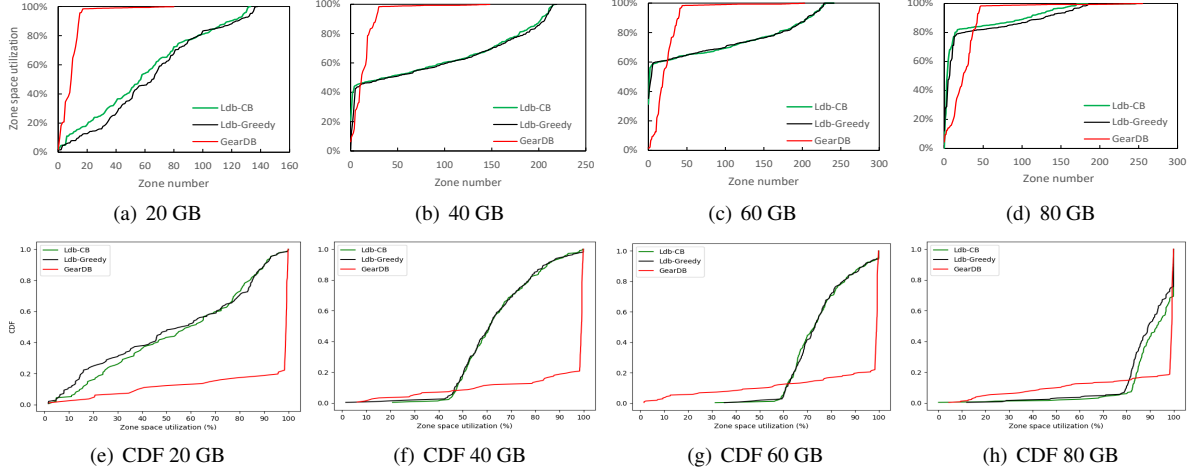 Zone space utilization
100%
80%
60%
40%
20%
0%
0 20 40 60 80 100 120 140 160
Zone number
Ldb-CB
Ldb-Greedy
GearDB
(a) 20 GB
100%
80%
60%
40%
20%
0%
0 50 100 150 200 250
Zone number
Ldb-CB
Ldb-Greedy
GearDB
(b) 40 GB
100%
80%
60%
40%
20%
0%
0 50 100 150 200 250 300
Zone number
Ldb-CB
Ldb-Greedy
GearDB
(c) 60 GB
100%
80%
60%
40%
20%
0%
0 50 100 150 200 250 300
Zone number
Ldb-CB
Ldb-Greedy
GearDB
(d) 80 GB
CDF
1.0
0.8
0.6
0.4
0.2
0.0
Ldb-CB
Ldb-Greedy
GearDB
0 10 20 30 40 50 60 70 80 90 100
Zone space utilization (%)
(e) CDF 20 GB
1.0
0.8
0.6
0.4
0.2
0.0
Ldb-CB
Ldb-Greedy
GearDB
0 10 20 30 40 50 60 70 80 90 100
Zone space utilization (%)
(f) CDF 40 GB
1.0
0.8
0.6
0.4
0.2
0.0
Ldb-CB
Ldb-Greedy
GearDB
0 10 20 30 40 50 60 70 80 90 100
Zone space utilization (%)
(g) CDF 60 GB
1.0
0.8
0.6
0.4
0.2
0.0
Ldb-CB
Ldb-Greedy
GearDB
0 10 20 30 40 50 60 70 80 90 100
Zone space utilization (%)
(h) CDF 80 GB